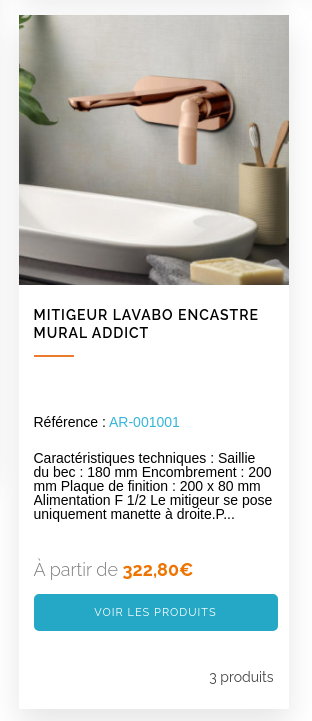 MITIGEUR LAVABO ENCASTRE
MURAL ADDICT
Référence : AR-001001
Caractéristiques techniques : Saillie
du bec : 180 mm Encombrement : 200
mm Plaque de finition : 200 x 80 mm
Alimentation F 1/2 Le mitigeur se pose
uniquement manette à droite.P...
À partir de 322,80€
VOIR LES PRODUITS
3 produits